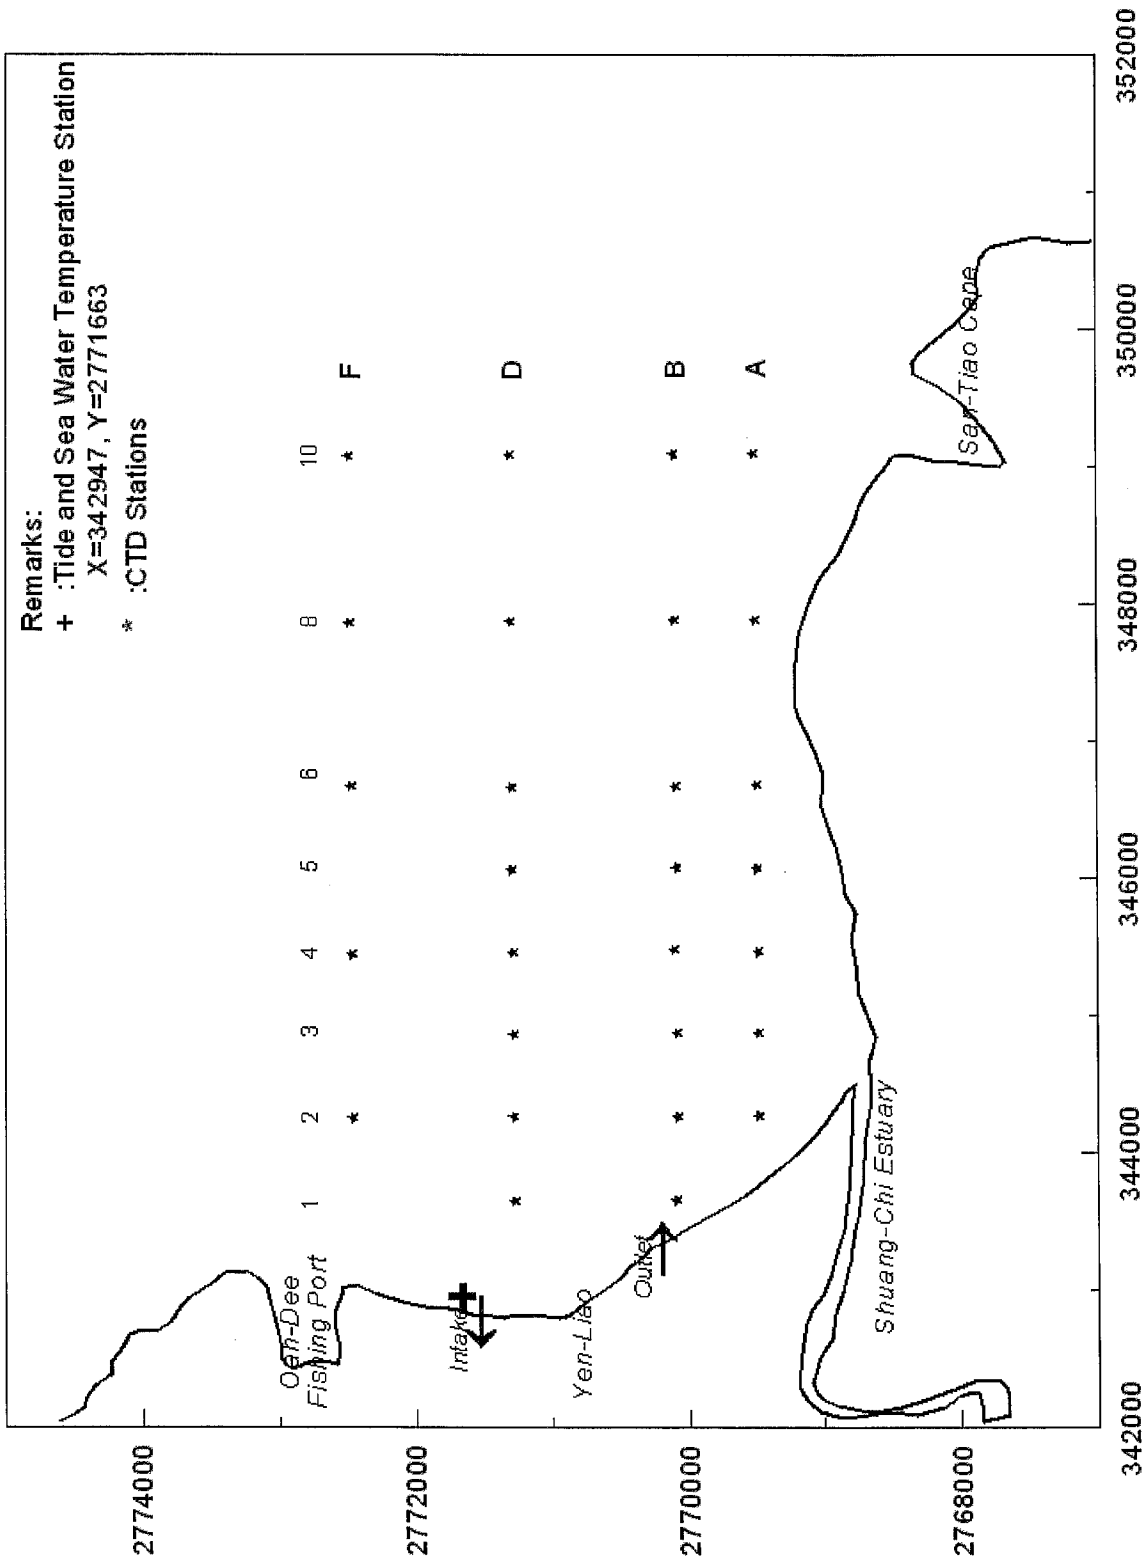 Remarks:
+ :Tide and Sea Water Temperature Station
X=342947, Y=2771663
* :CTD Stations
1 2 3 4 5 6 8 10
F
D
B
A
Oah-Dee
Fishing Port
Intake
Yen-Liao
Outlet
Shuang-Chi Estuary
San-Tiao Cape
2774000
2772000
2770000
2768000
342000 344000 346000 348000 350000 352000